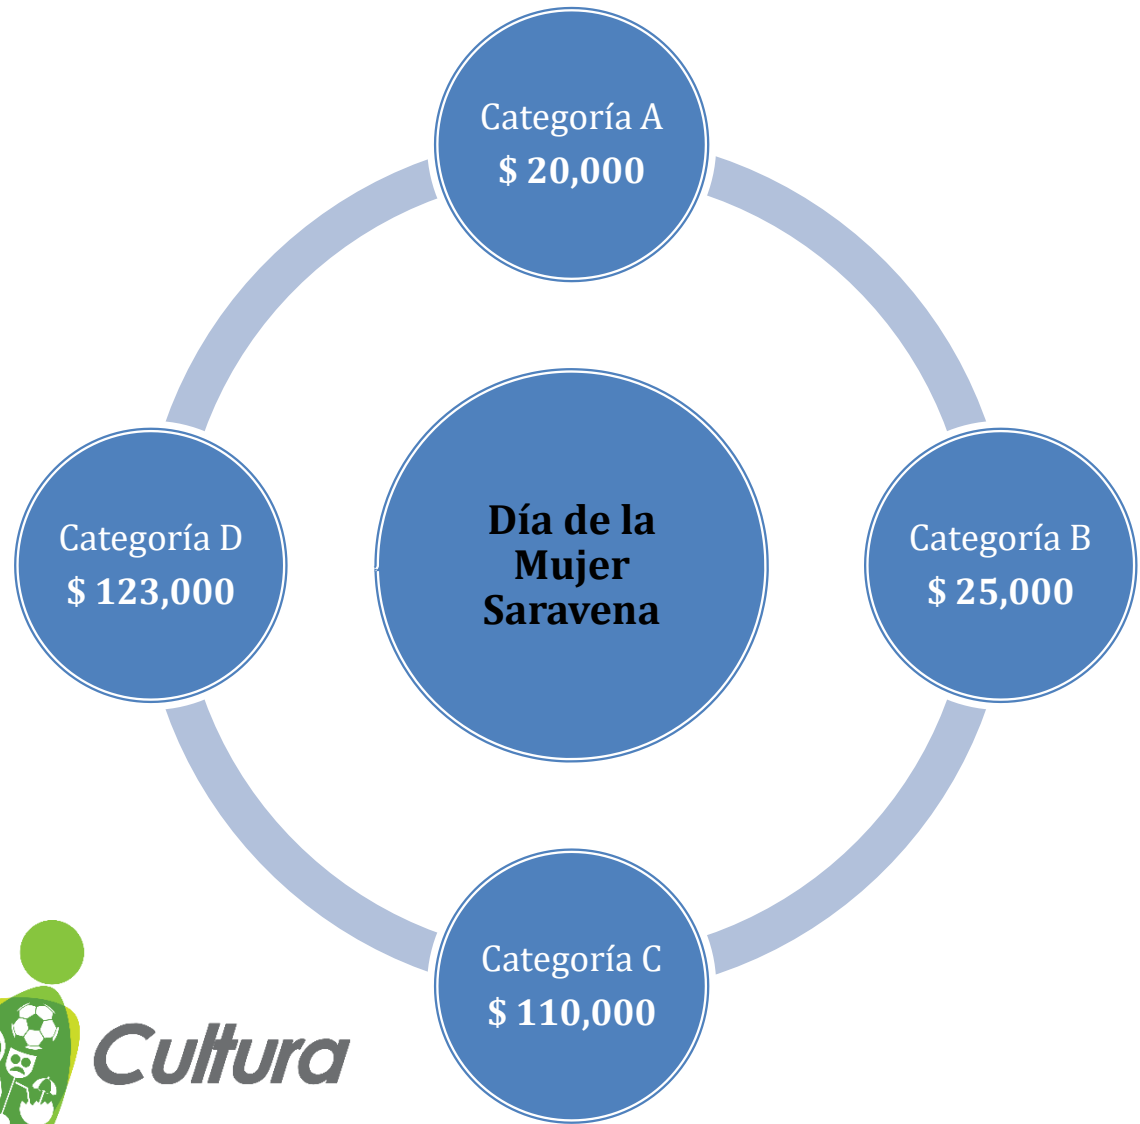 Categoría A
$ 20,000
Categoría D
$ 123,000
Día de la
Mujer
Saravena
Categoría B
$ 25,000
Categoría C
$ 110,000
Cultura